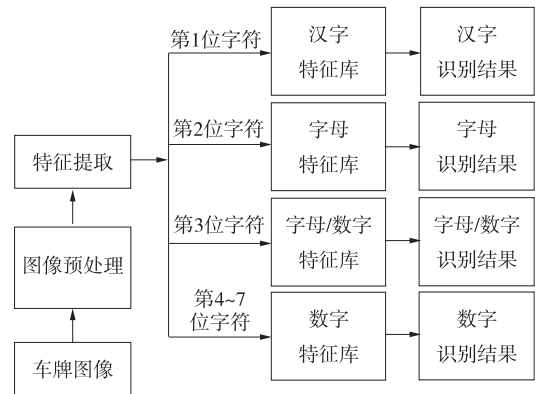 第1位字符
汉字
特征库
汉字
识别结果
第2位字符
字母
特征库
字母
识别结果
特征提取
第3位字符
字母/数字
特征库
字母/数字
识别结果
图像预处理
第4~7
位字符
数字
特征库
数字
识别结果
车牌图像